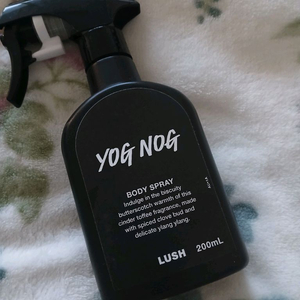 YOG NOG
BODY SPRAY
Indulge in the biscuity
butterscotch warmth of this
cinder toffee fragrance, made
with spiced clove bud and
delicate ylang ylang.
LUSH 200mL